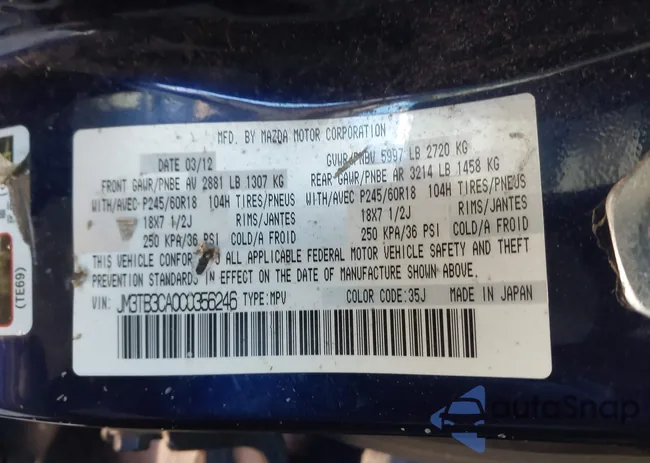 MFD. BY MAZDA MOTOR CORPORATION
DATE 03/12 GVWR/PNBV 5997 LB 2720 KG
FRONT GAWR/PNBE AV 2881 LB 1307 KG REAR GAWR/PNBE AR 3214 LB 1458 KG
WITH/AVEC P245/60R18 104H TIRES/PNEUS WITH/AVEC P245/60R18 104H TIRES/PNEUS
18X7 1/2J RIMS/JANTES 18X7 1/2J RIMS/JANTES
250 KPA/36 PSI COLD/A FROID 250 KPA/36 PSI COLD/A FROID
THIS VEHICLE TO ALL APPLICABLE FEDERAL MOTOR VEHICLE SAFETY AND THEFT
PREVENTION STANDARDS IN EFFECT ON THE DATE OF MANUFACTURE SHOWN ABOVE.
VIN: JM3TB3CA0C0356246 TYPE:MPV COLOR CODE:35J MADE IN JAPAN
(TE69)
autoSnap